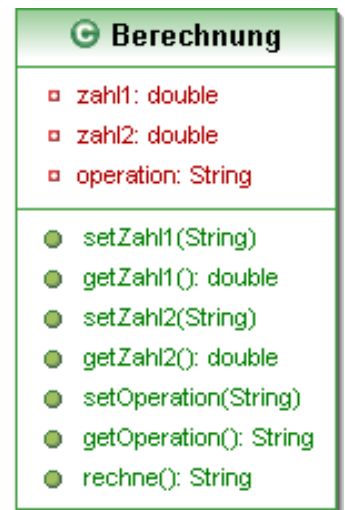 C Berechnung
zahl1: double
zahl2: double
operation: String
setZahl1(String)
getZahl1(): double
setZahl2(String)
getZahl2(): double
setOperation(String)
getOperation(): String
rechne(): String